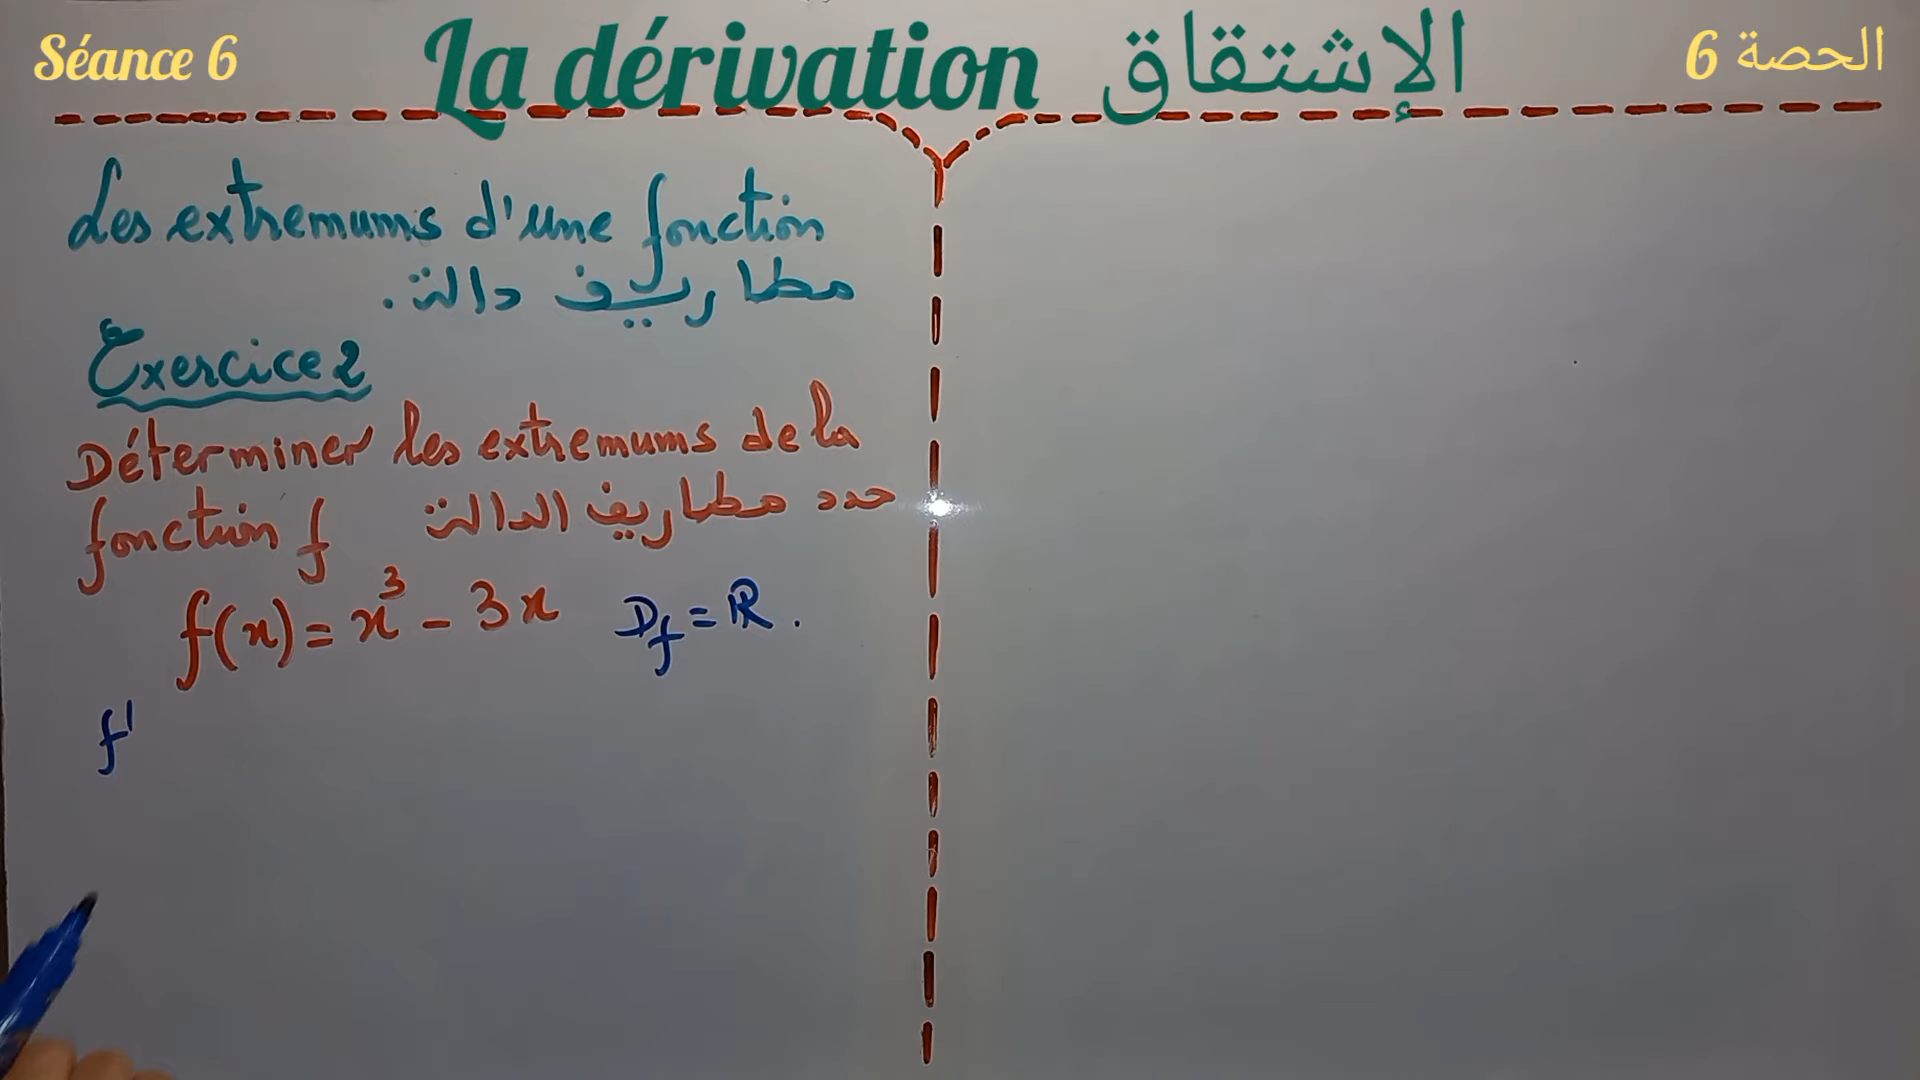 Séance 6
La dérivation الإشتقاق
الحصة 6
Les extremums d'une fonction
مطاريف دالة.
Exercice 2
Déterminer les extremums de la
fonction f حدد مطاريف الدالة
f(x) = x³ - 3x D_f = ℝ.
f'